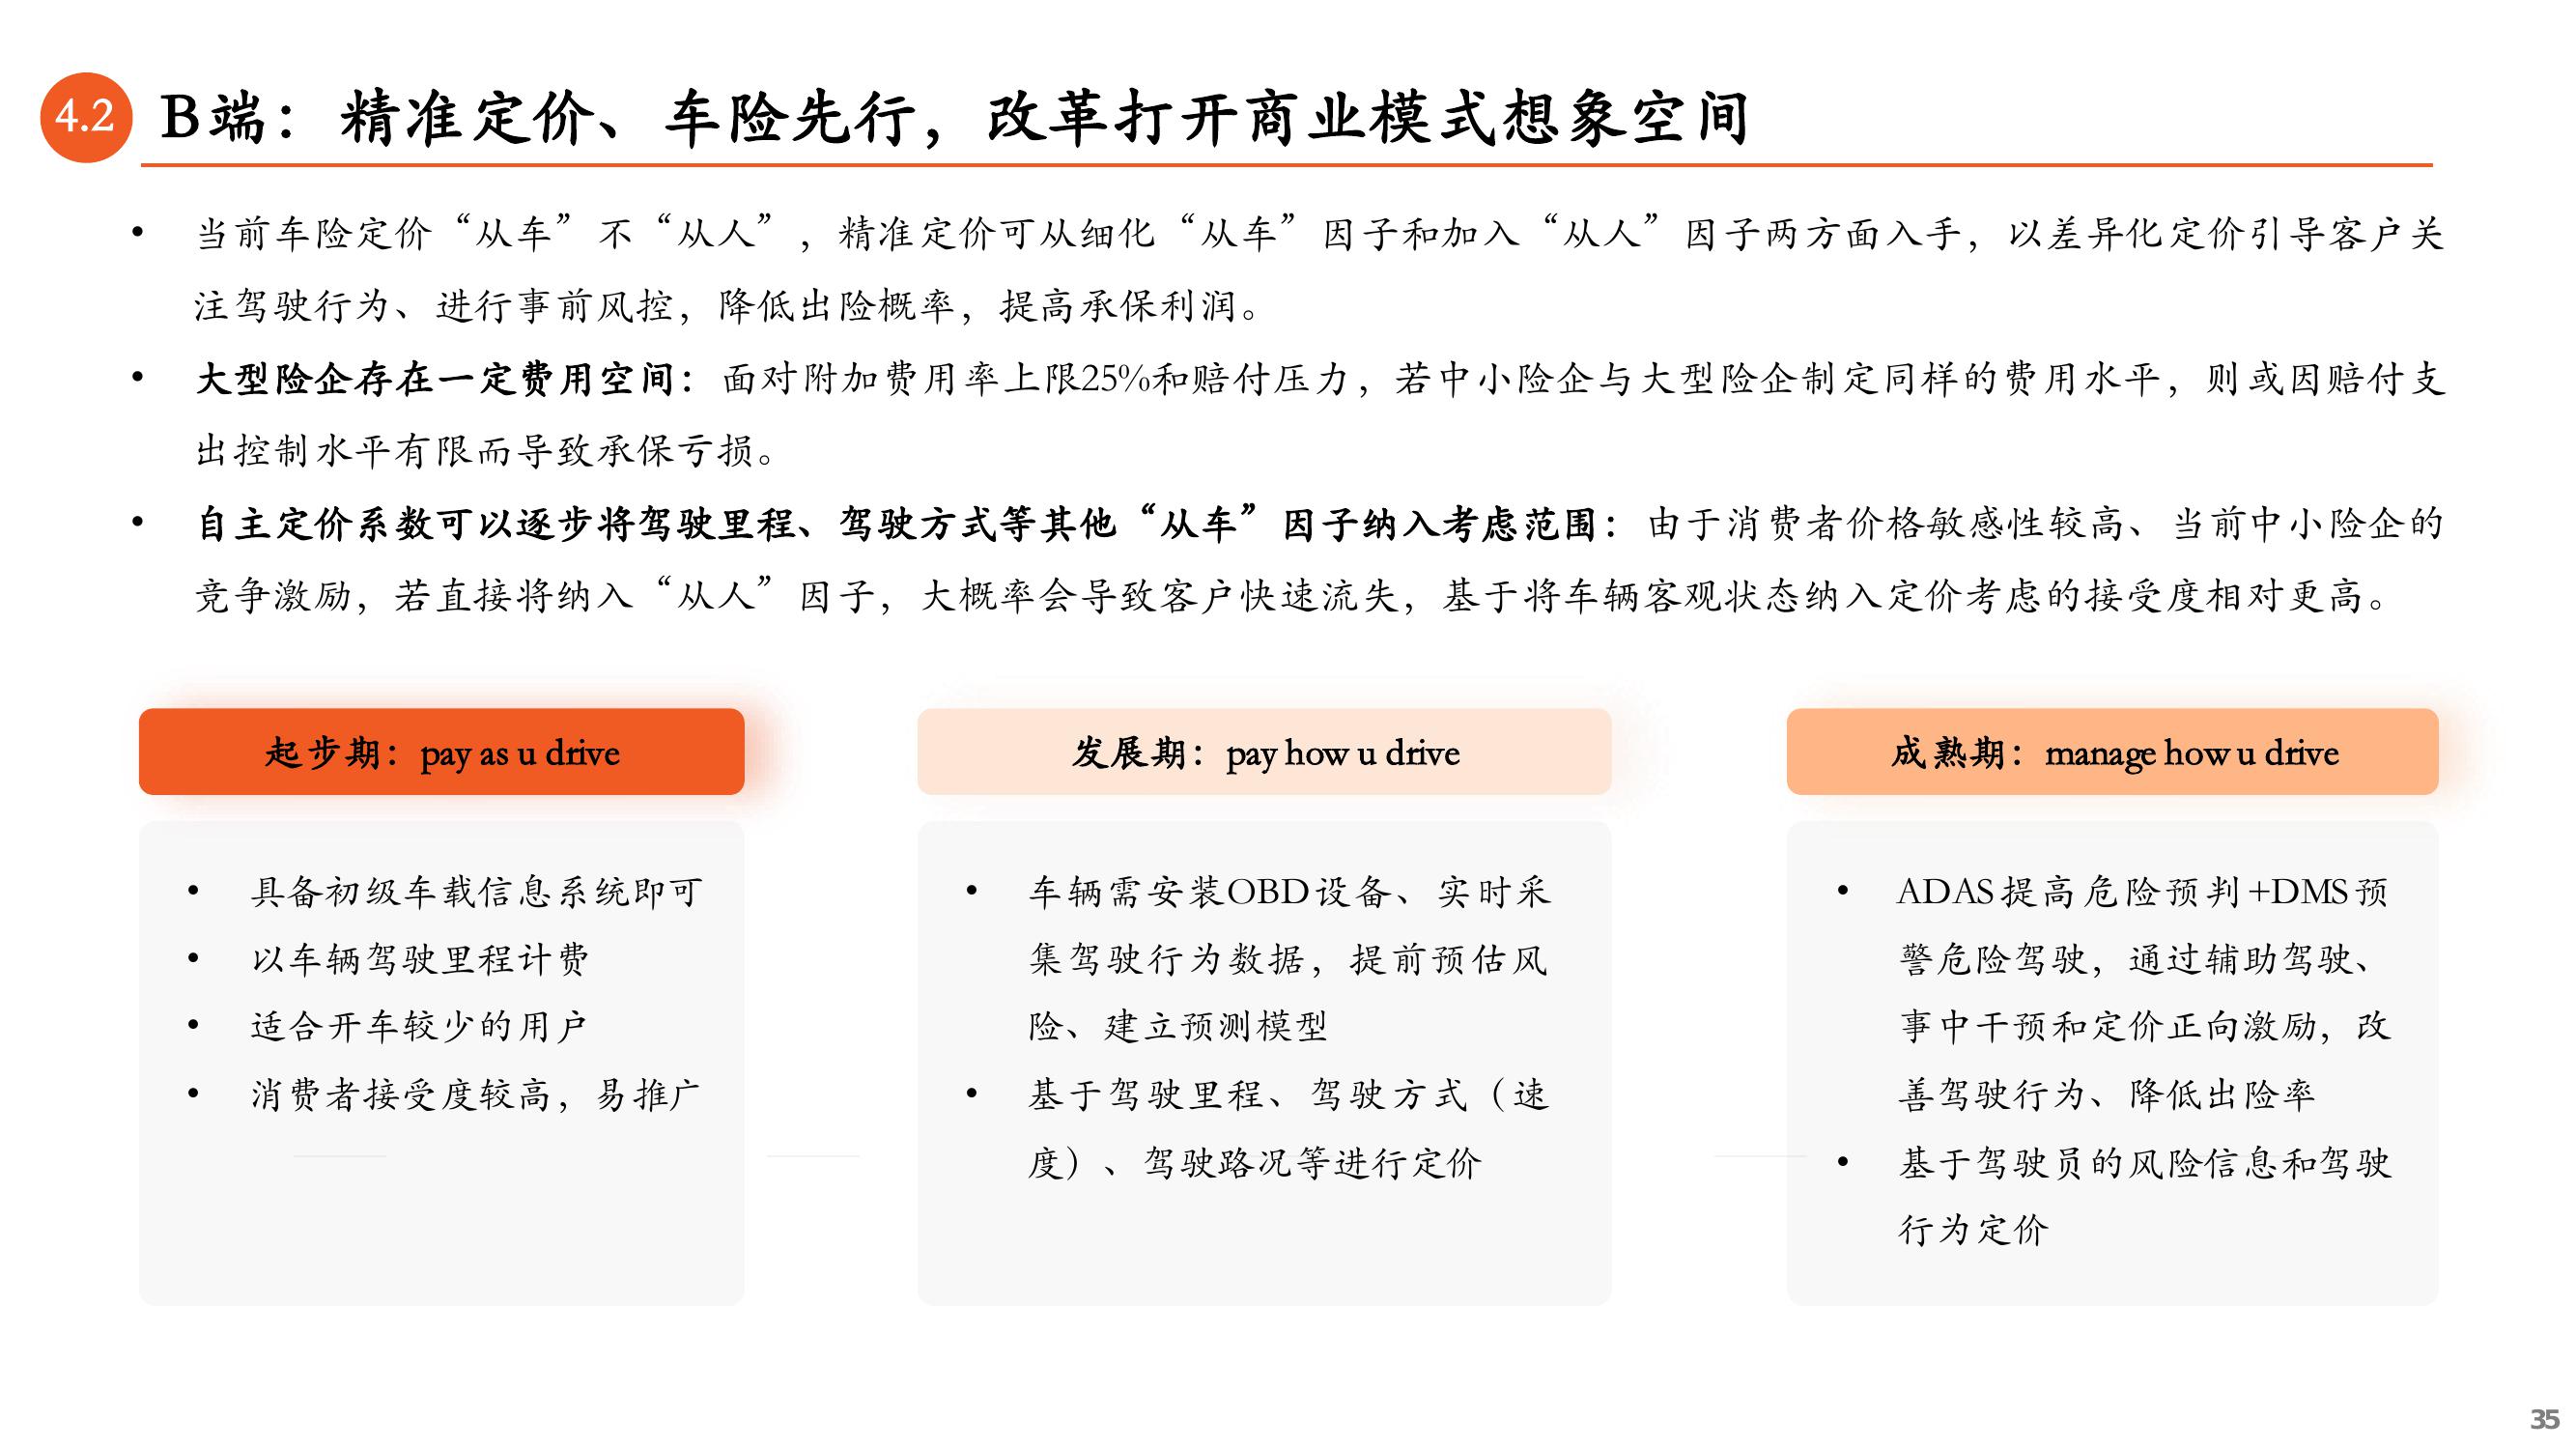 4.2 B端：精准定价、车险先行，改革打开商业模式想象空间
• 当前车险定价“从车”不“从人”，精准定价可从细化“从车”因子和加入“从人”因子两方面入手，以差异化定价引导客户关
注驾驶行为、进行事前风控，降低出险概率，提高承保利润。
• 大型险企存在一定费用空间：面对附加费用率上限25%和赔付压力，若中小险企与大型险企制定同样的费用水平，则或因赔付支
出控制水平有限而导致承保亏损。
• 自主定价系数可以逐步将驾驶里程、驾驶方式等其他“从车”因子纳入考虑范围：由于消费者价格敏感性较高、当前中小险企的
竞争激励，若直接将纳入“从人”因子，大概率会导致客户快速流失，基于将车辆客观状态纳入定价考虑的接受度相对更高。
起步期：pay as u drive
• 具备初级车载信息系统即可
• 以车辆驾驶里程计费
• 适合开车较少的用户
• 消费者接受度较高，易推广
发展期：pay how u drive
• 车辆需安装OBD设备、实时采
集驾驶行为数据，提前预估风
险、建立预测模型
• 基于驾驶里程、驾驶方式（速
度）、驾驶路况等进行定价
成熟期：manage how u drive
• ADAS提高危险预判+DMS预
警危险驾驶，通过辅助驾驶、
事中干预和定价正向激励，改
善驾驶行为、降低出险率
• 基于驾驶员的风险信息和驾驶
行为定价
35